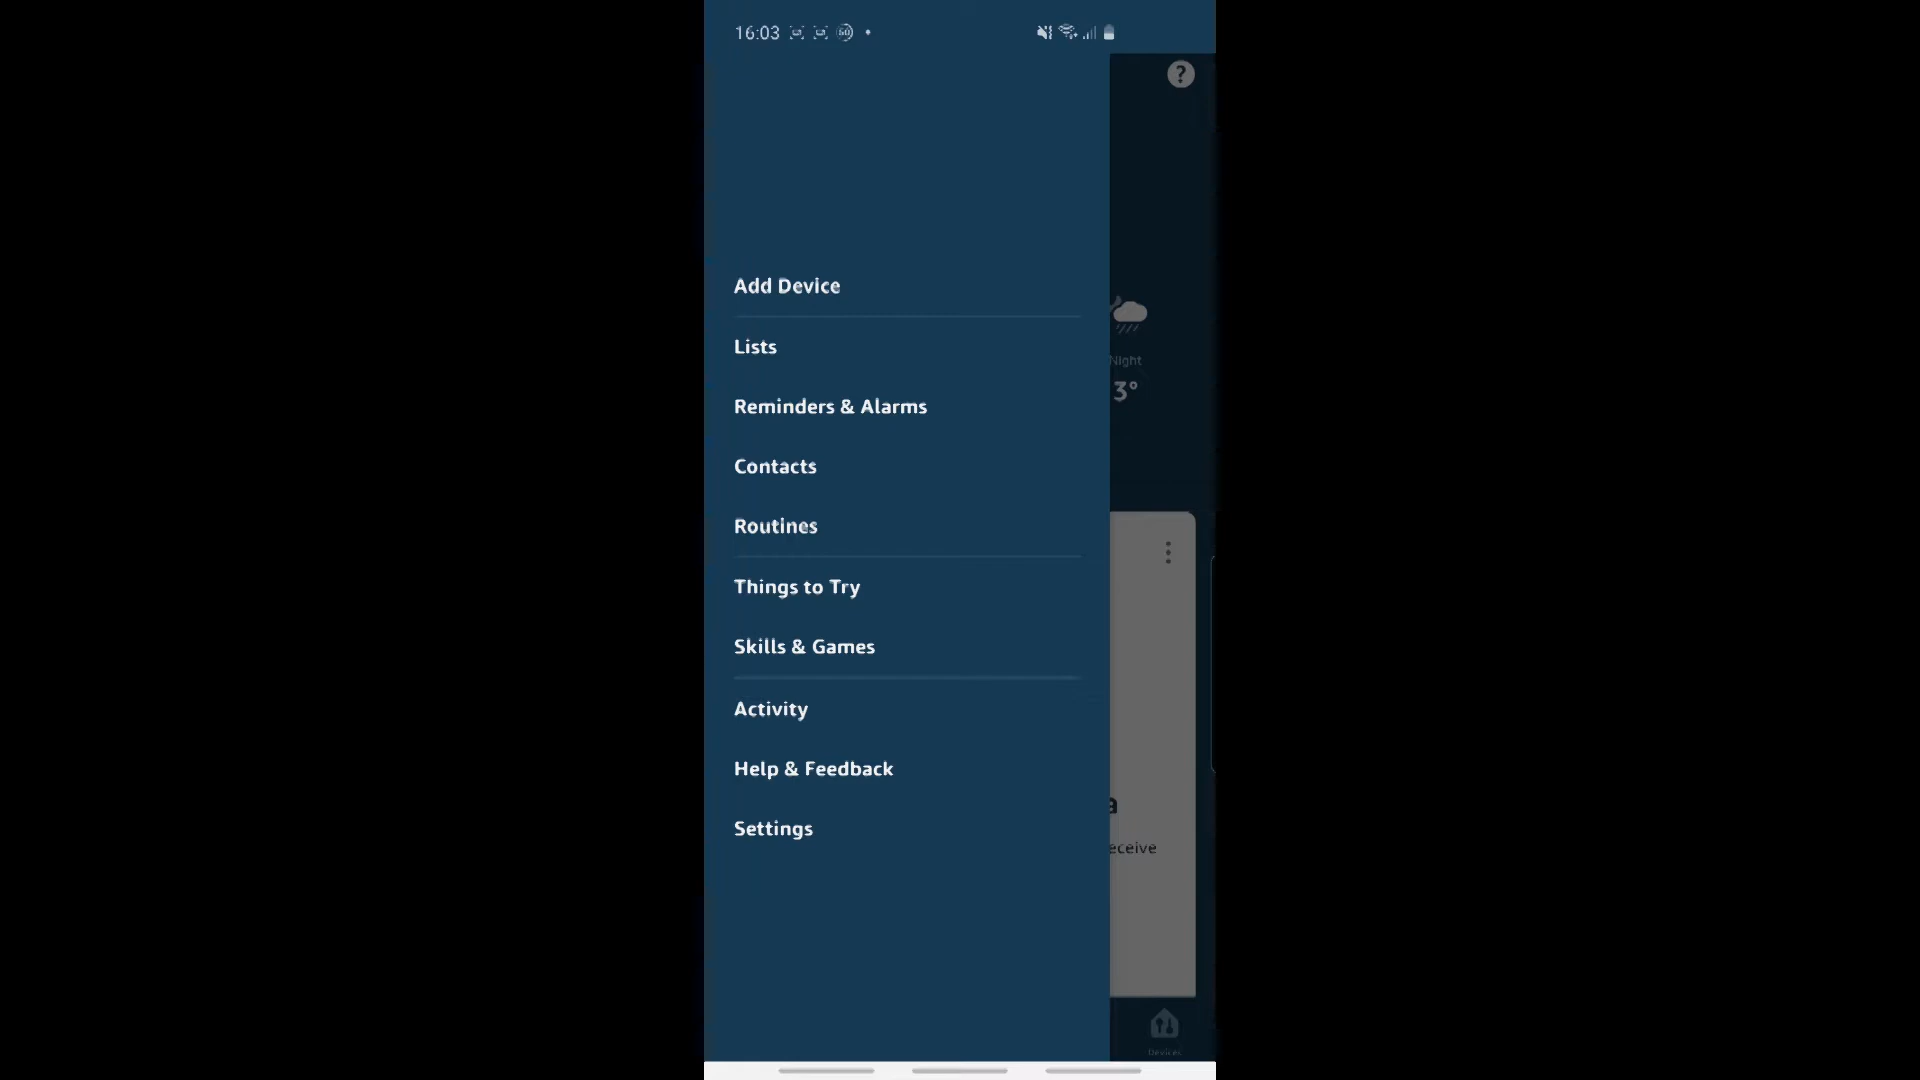 16:03
?
Add Device
Lists
Night
3°
Reminders & Alarms
Contacts
Routines
Things to Try
Skills & Games
Activity
Help & Feedback
a
Settings
eceive
Devices